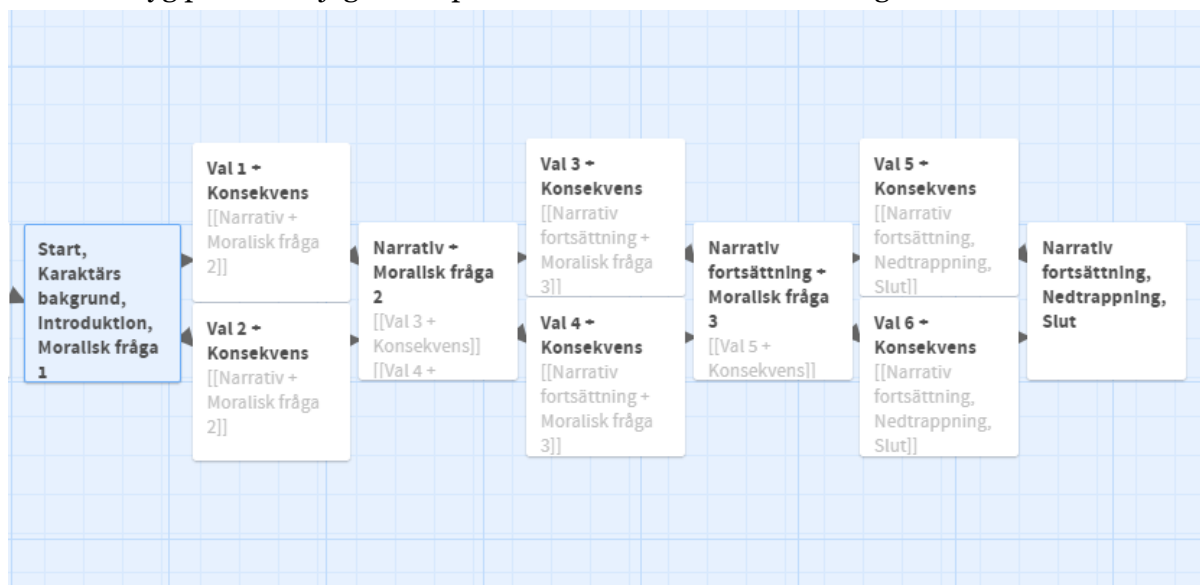 Start,
Karaktärs
bakgrund,
Introduktion,
Moralisk fråga
1
Val 1 +
Konsekvens
[[Narrativ +
Moralisk fråga
2]]
Val 2 +
Konsekvens
[[Narrativ +
Moralisk fråga
2]]
Narrativ +
Moralisk fråga
2
[[Val 3 +
Konsekvens]]
[[Val 4 +
Val 3 +
Konsekvens
[[Narrativ
fortsättning +
Moralisk fråga
3]]
Val 4 +
Konsekvens
[[Narrativ
fortsättning +
Moralisk fråga
3]]
Narrativ
fortsättning +
Moralisk fråga
3
[[Val 5 +
Konsekvens]]
Val 5 +
Konsekvens
[[Narrativ
fortsättning,
Nedtrappning,
Slut]]
Val 6 +
Konsekvens
[[Narrativ
fortsättning,
Nedtrappning,
Slut]]
Narrativ
fortsättning,
Nedtrappning,
Slut